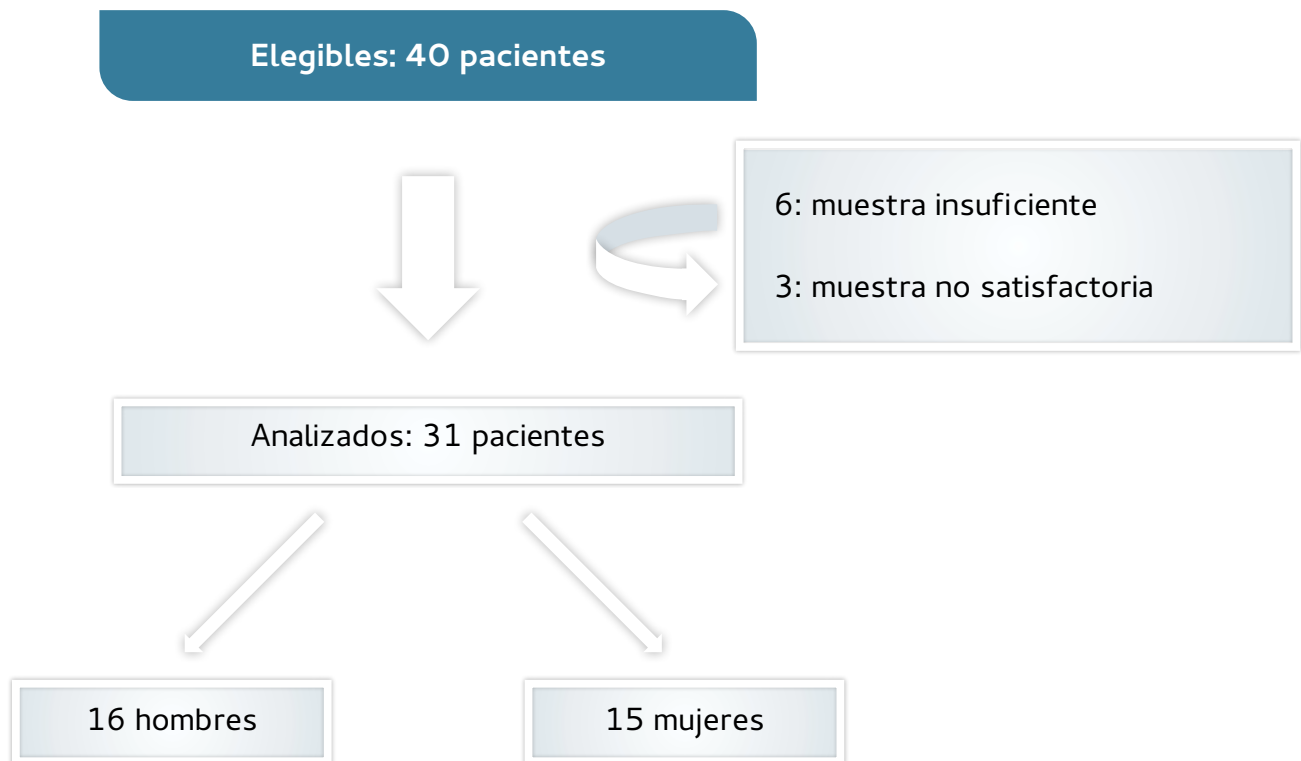 Elegibles: 40 pacientes
6: muestra insuficiente
3: muestra no satisfactoria
Analizados: 31 pacientes
16 hombres
15 mujeres